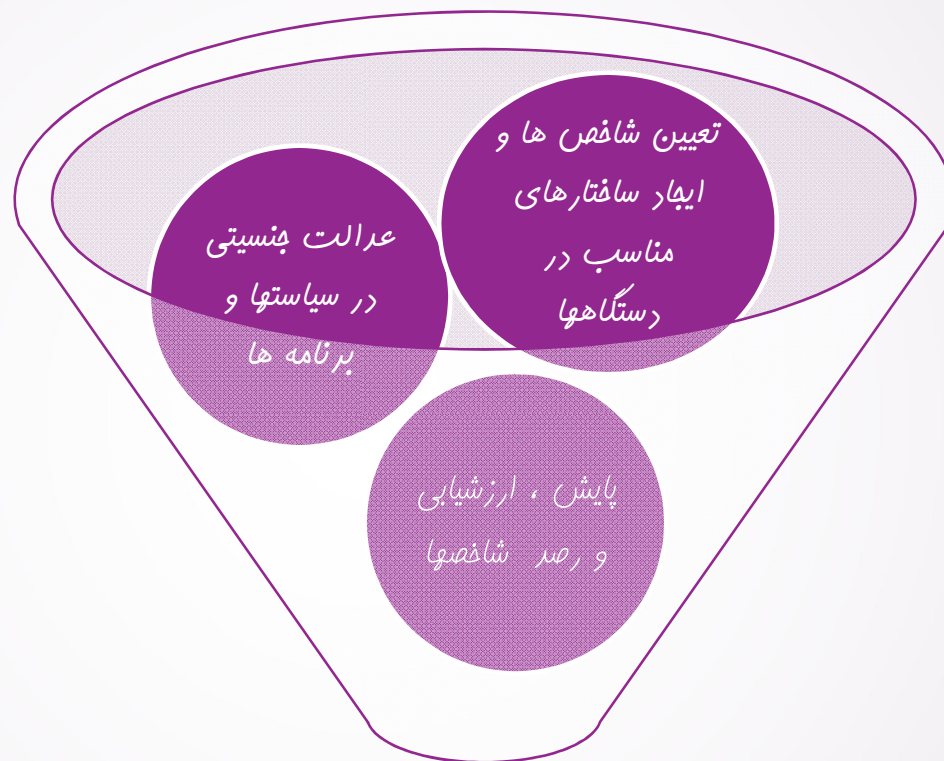 تعیین شاخص ها و
ایجاد ساختارهای
مناسب در
دستگاهها
عدالت جنسیتی
در سیاستها و
برنامه ها
پایش ، ارزشیابی
و رصد شاخصها